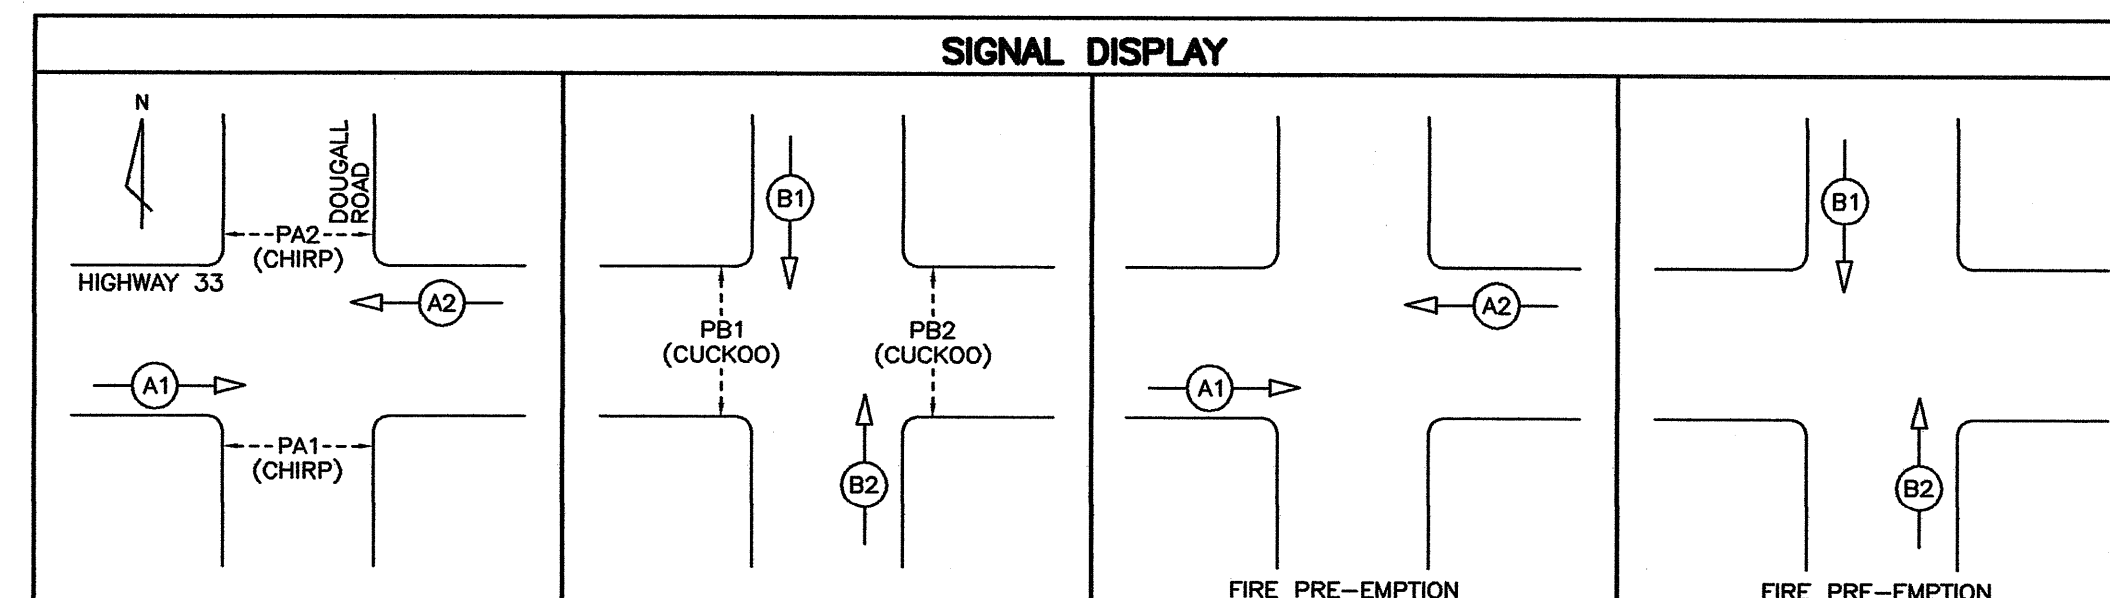 SIGNAL DISPLAY
N
DOUGALL
ROAD
PA2
(CHIRP)
HIGHWAY 33
A2
A1
PA1
(CHIRP)
B1
PB1
(CUCKOO)
PB2
(CUCKOO)
B2
A2
A1
FIRE PRE-EMPTION
B1
B2
FIRE PRE-EMPTION